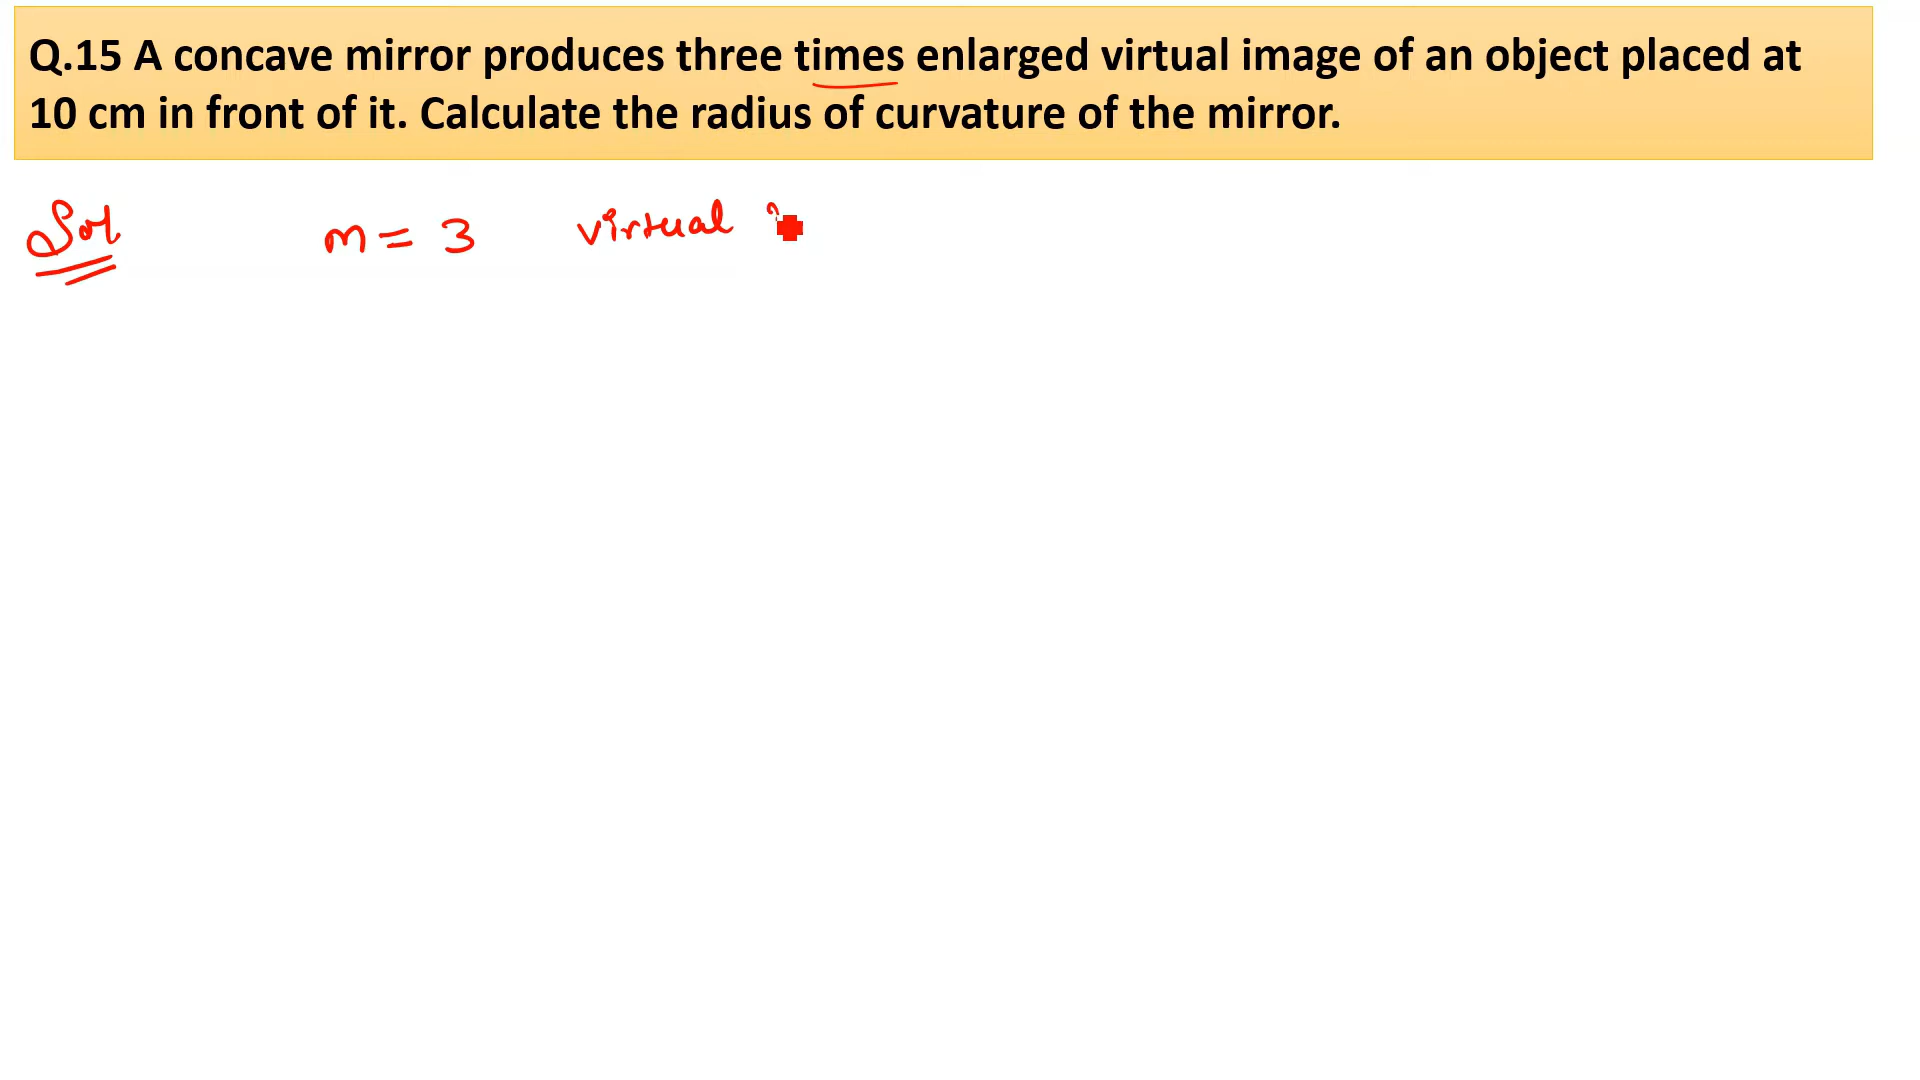 Q.15 A concave mirror produces three times enlarged virtual image of an object placed at
10 cm in front of it. Calculate the radius of curvature of the mirror.
Sol m = 3 virtual i